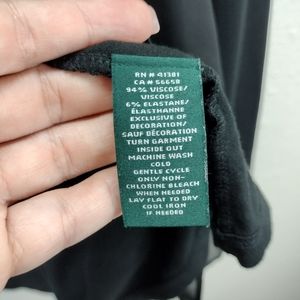 RN # 41381
CA # 56658
94% VISCOSE/
VISCOSE
6% ELASTANE/
ÉLASTHANNE
EXCLUSIVE OF
DECORATION/
SAUF DÉCORATION
TURN GARMENT
INSIDE OUT
MACHINE WASH
COLD
GENTLE CYCLE
ONLY NON-
CHLORINE BLEACH
WHEN NEEDED
LAY FLAT TO DRY
COOL IRON
IF NEEDED